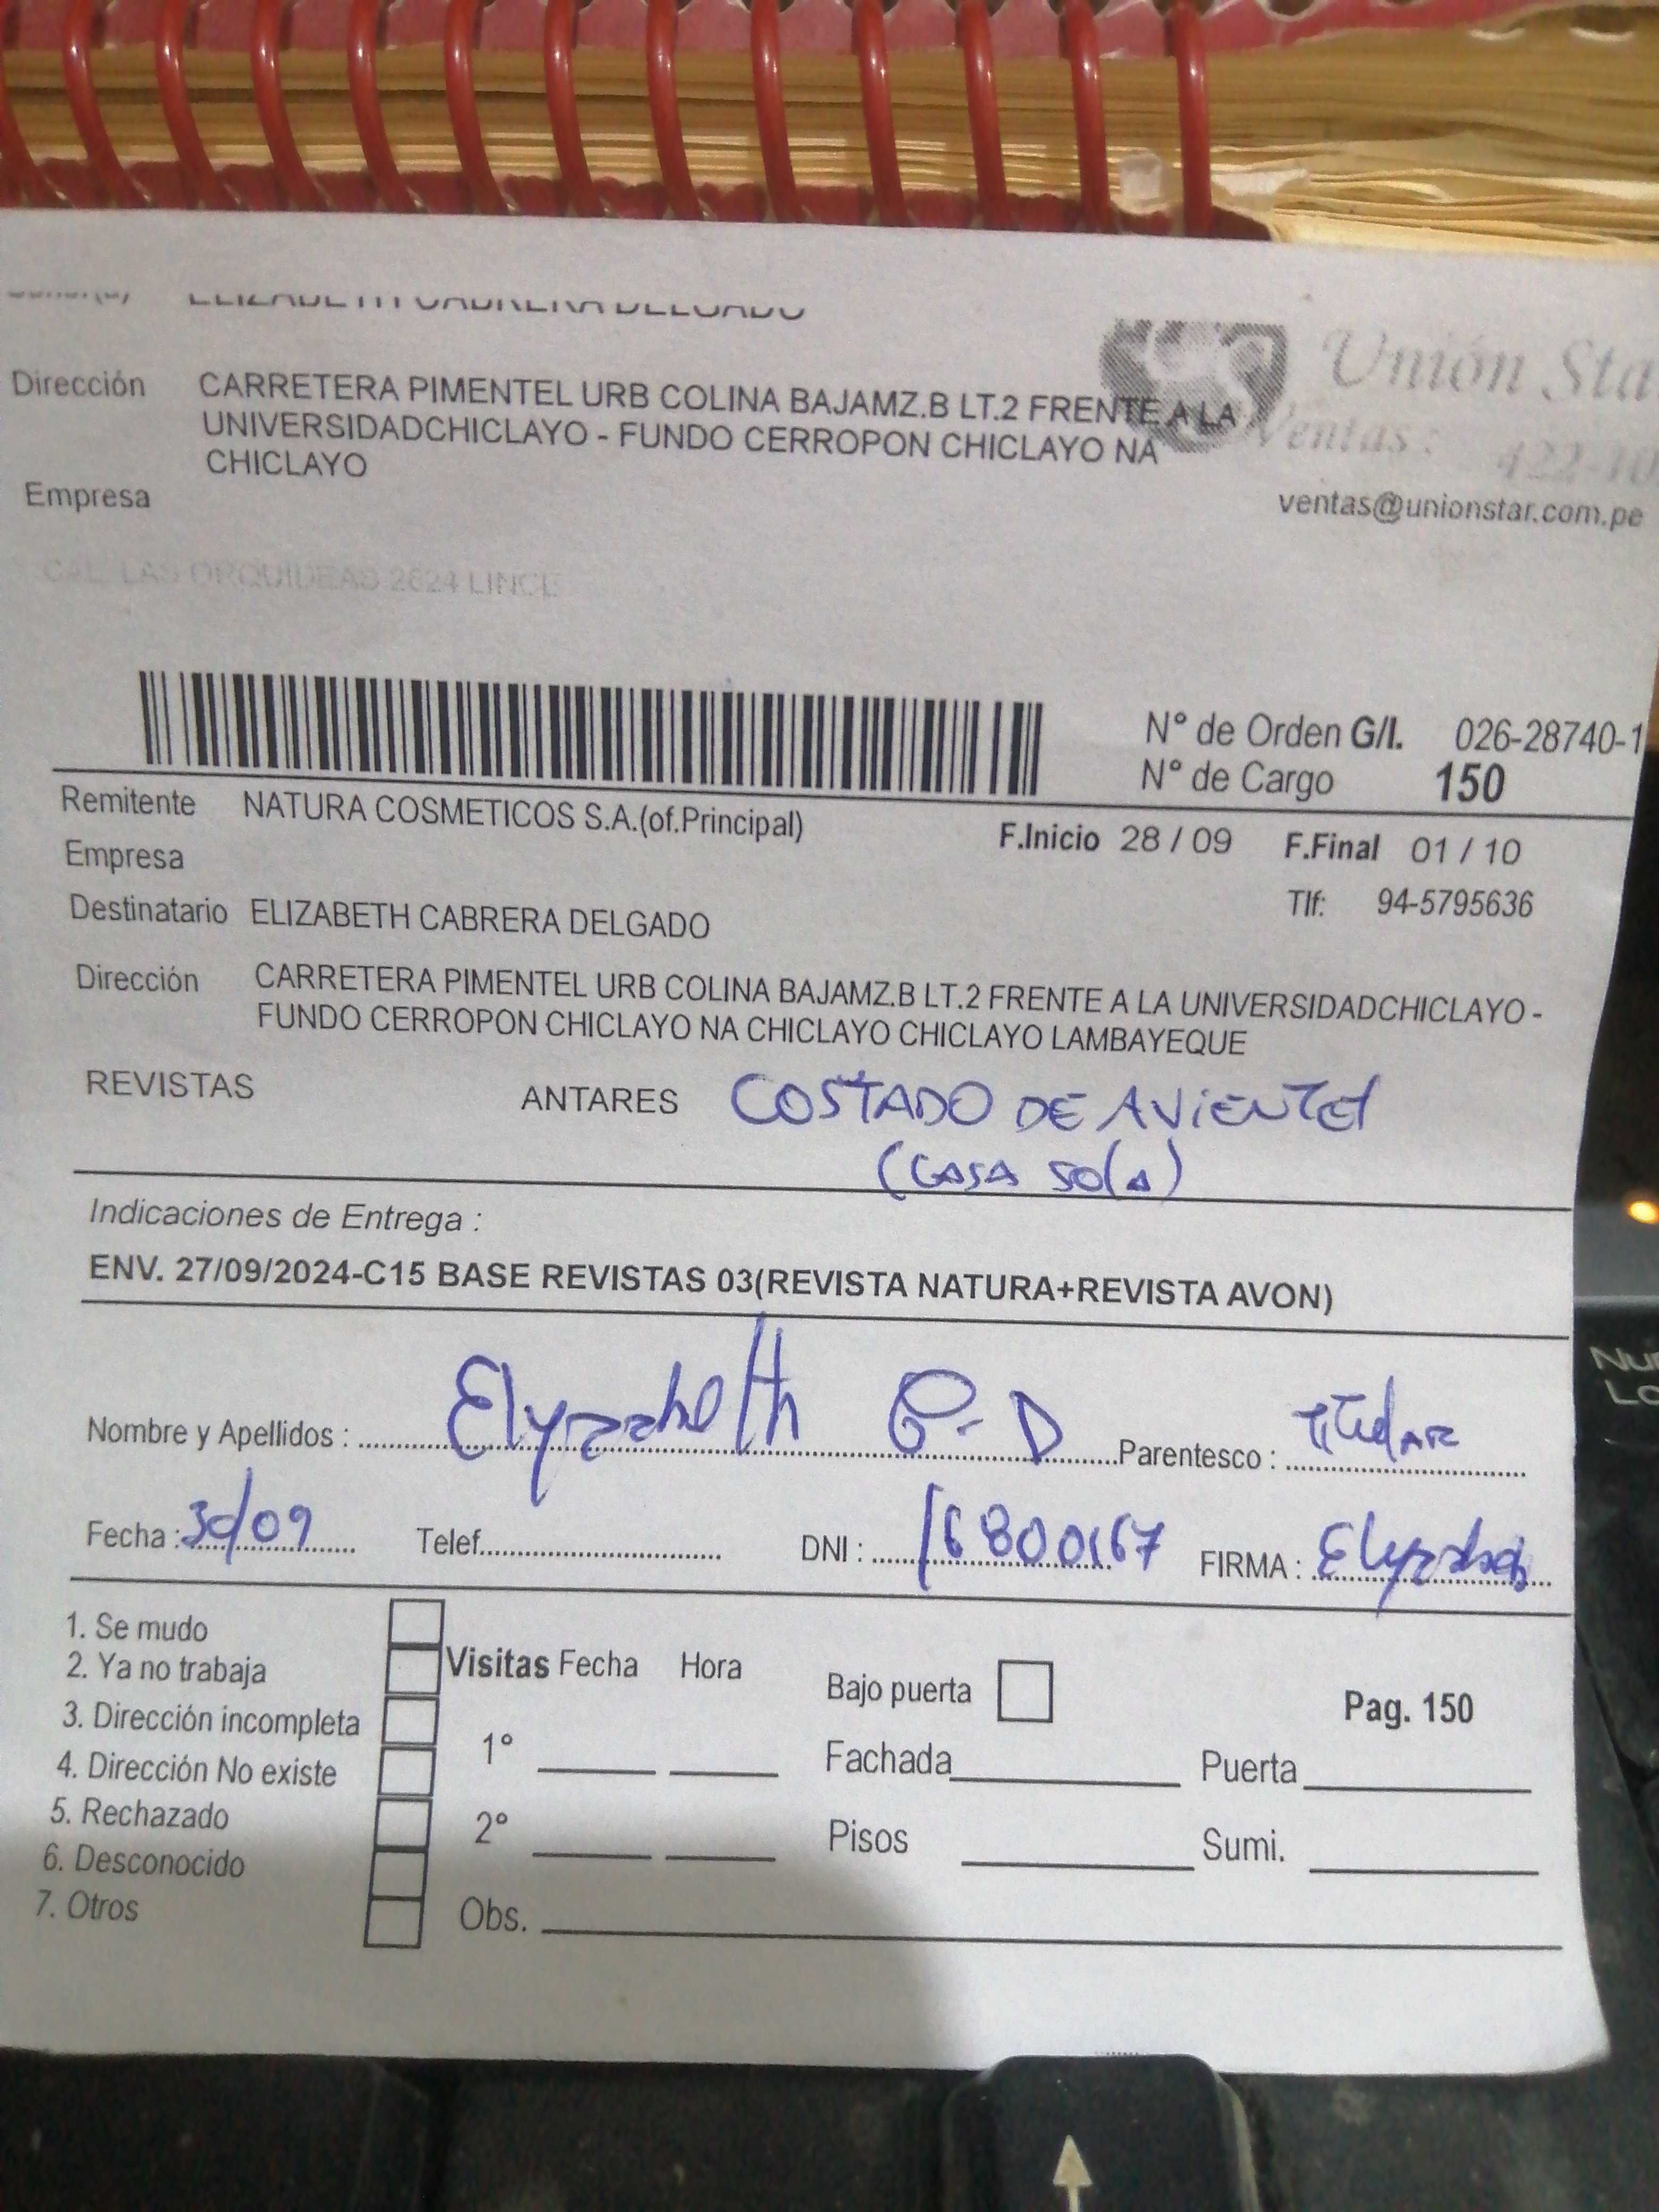 ELIZABETH CABRERA DELGADO
Unión Sta
Dirección CARRETERA PIMENTEL URB COLINA BAJAMZ.B LT.2 FRENTE A LA
UNIVERSIDADCHICLAYO - FUNDO CERROPON CHICLAYO NA
CHICLAYO
Ventas:
422-10
Empresa
ventas@unionstar.com.pe
CAL. LAS ORQUIDEAS 2624 LINCE
N° de Orden G/I. 026-28740-1
N° de Cargo 150
Remitente NATURA COSMETICOS S.A.(of.Principal)
F.Inicio 28 / 09 F.Final 01 / 10
Empresa
Tlf: 94-5795636
Destinatario ELIZABETH CABRERA DELGADO
Dirección CARRETERA PIMENTEL URB COLINA BAJAMZ.B LT.2 FRENTE A LA UNIVERSIDADCHICLAYO -
FUNDO CERROPON CHICLAYO NA CHICLAYO CHICLAYO LAMBAYEQUE
REVISTAS ANTARES COSTADO DE AVIENTEL
(CASA SOLA)
Indicaciones de Entrega :
ENV. 27/09/2024-C15 BASE REVISTAS 03(REVISTA NATURA+REVISTA AVON)
Nombre y Apellidos : Elyzabeth C. D Parentesco : TiTulAR
Fecha : 30/09 Telef. DNI : 16800167 FIRMA : Elyzabeth
1. Se mudo
2. Ya no trabaja
3. Dirección incompleta
4. Dirección No existe
5. Rechazado
6. Desconocido
7. Otros
Visitas Fecha Hora
1°
2°
Obs.
Bajo puerta
Pag. 150
Fachada Puerta
Pisos Sumi.